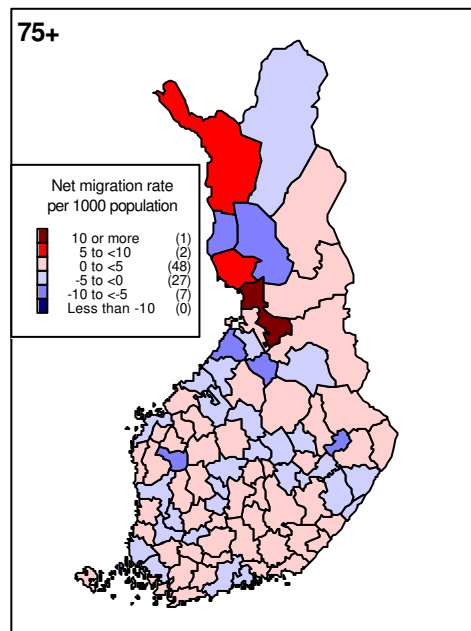 75+
Net migration rate
per 1000 population
10 or more (1)
5 to <10 (2)
0 to <5 (48)
-5 to <0 (27)
-10 to <-5 (7)
Less than -10 (0)